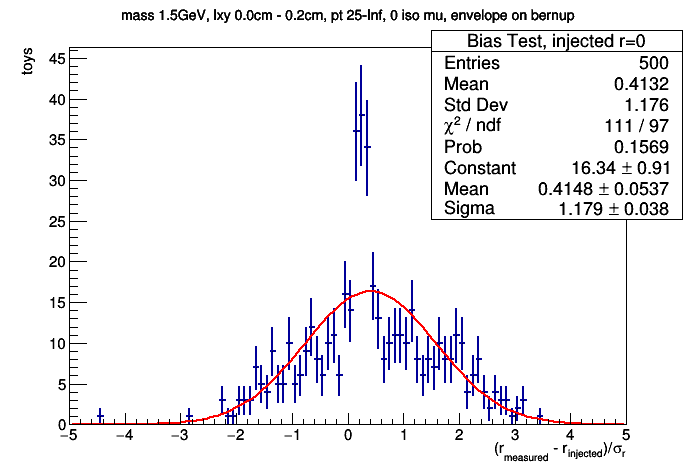 mass 1.5GeV, lxy 0.0cm - 0.2cm, pt 25-Inf, 0 iso mu, envelope on bernup
Bias Test, injected r=0
Entries 500
Mean 0.4132
Std Dev 1.176
χ² / ndf 111 / 97
Prob 0.1569
Constant 16.34 ± 0.91
Mean 0.4148 ± 0.0537
Sigma 1.179 ± 0.038
toys
45
40
35
30
25
20
15
10
5
0
−5 −4 −3 −2 −1 0 1 2 3 4 5
(r_measured - r_injected)/σ_r